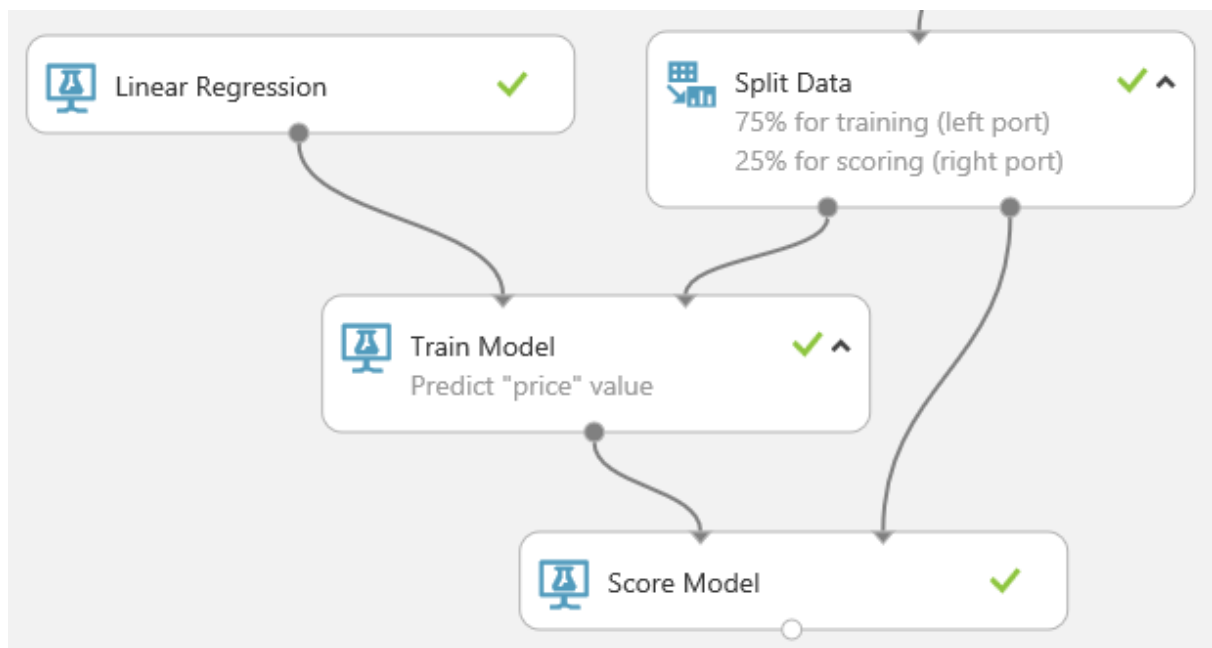 Linear Regression
Split Data
75% for training (left port)
25% for scoring (right port)
Train Model
Predict "price" value
Score Model